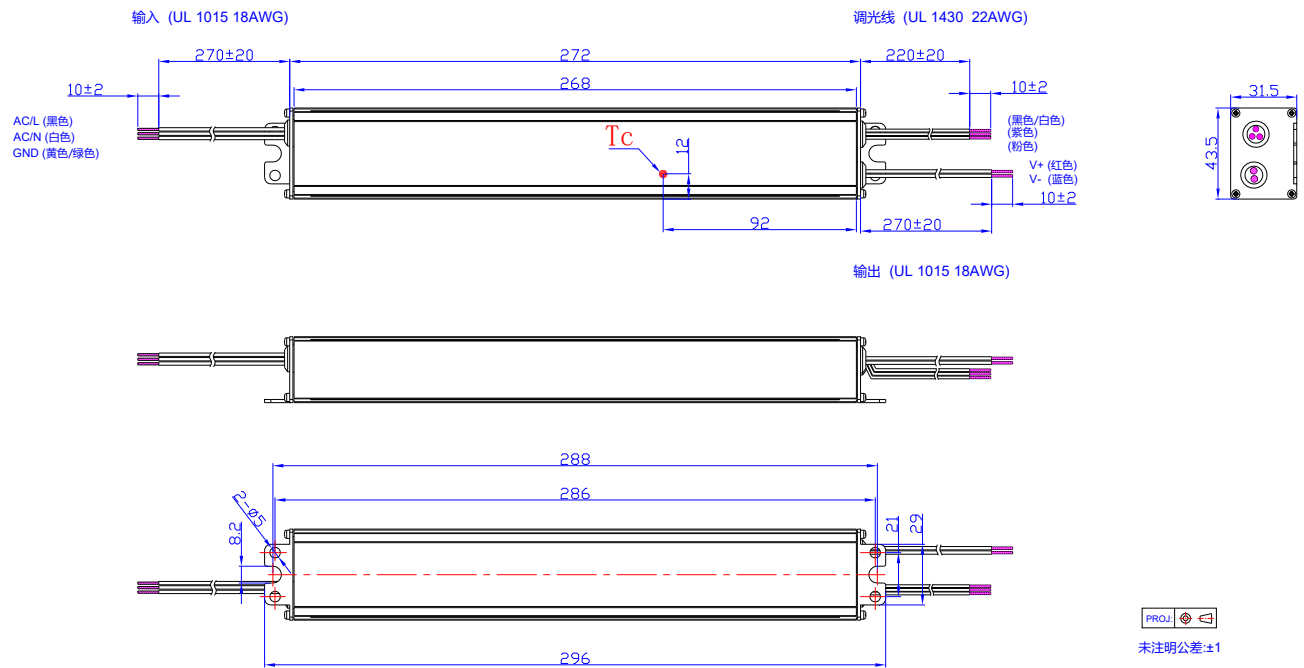 输入 (UL 1015 18AWG)
调光线 (UL 1430 22AWG)
270±20
272
220±20
10±2
268
10±2
31.5
AC/L (黑色)
AC/N (白色)
GND (黄色/绿色)
Tc
12
(黑色/白色)
(紫色)
(粉色)
V+ (红色)
V- (蓝色)
43.5
10±2
92
270±20
输出 (UL 1015 18AWG)
288
286
2-ø5
8.2
21
29
296
PROJ:
未注明公差:±1